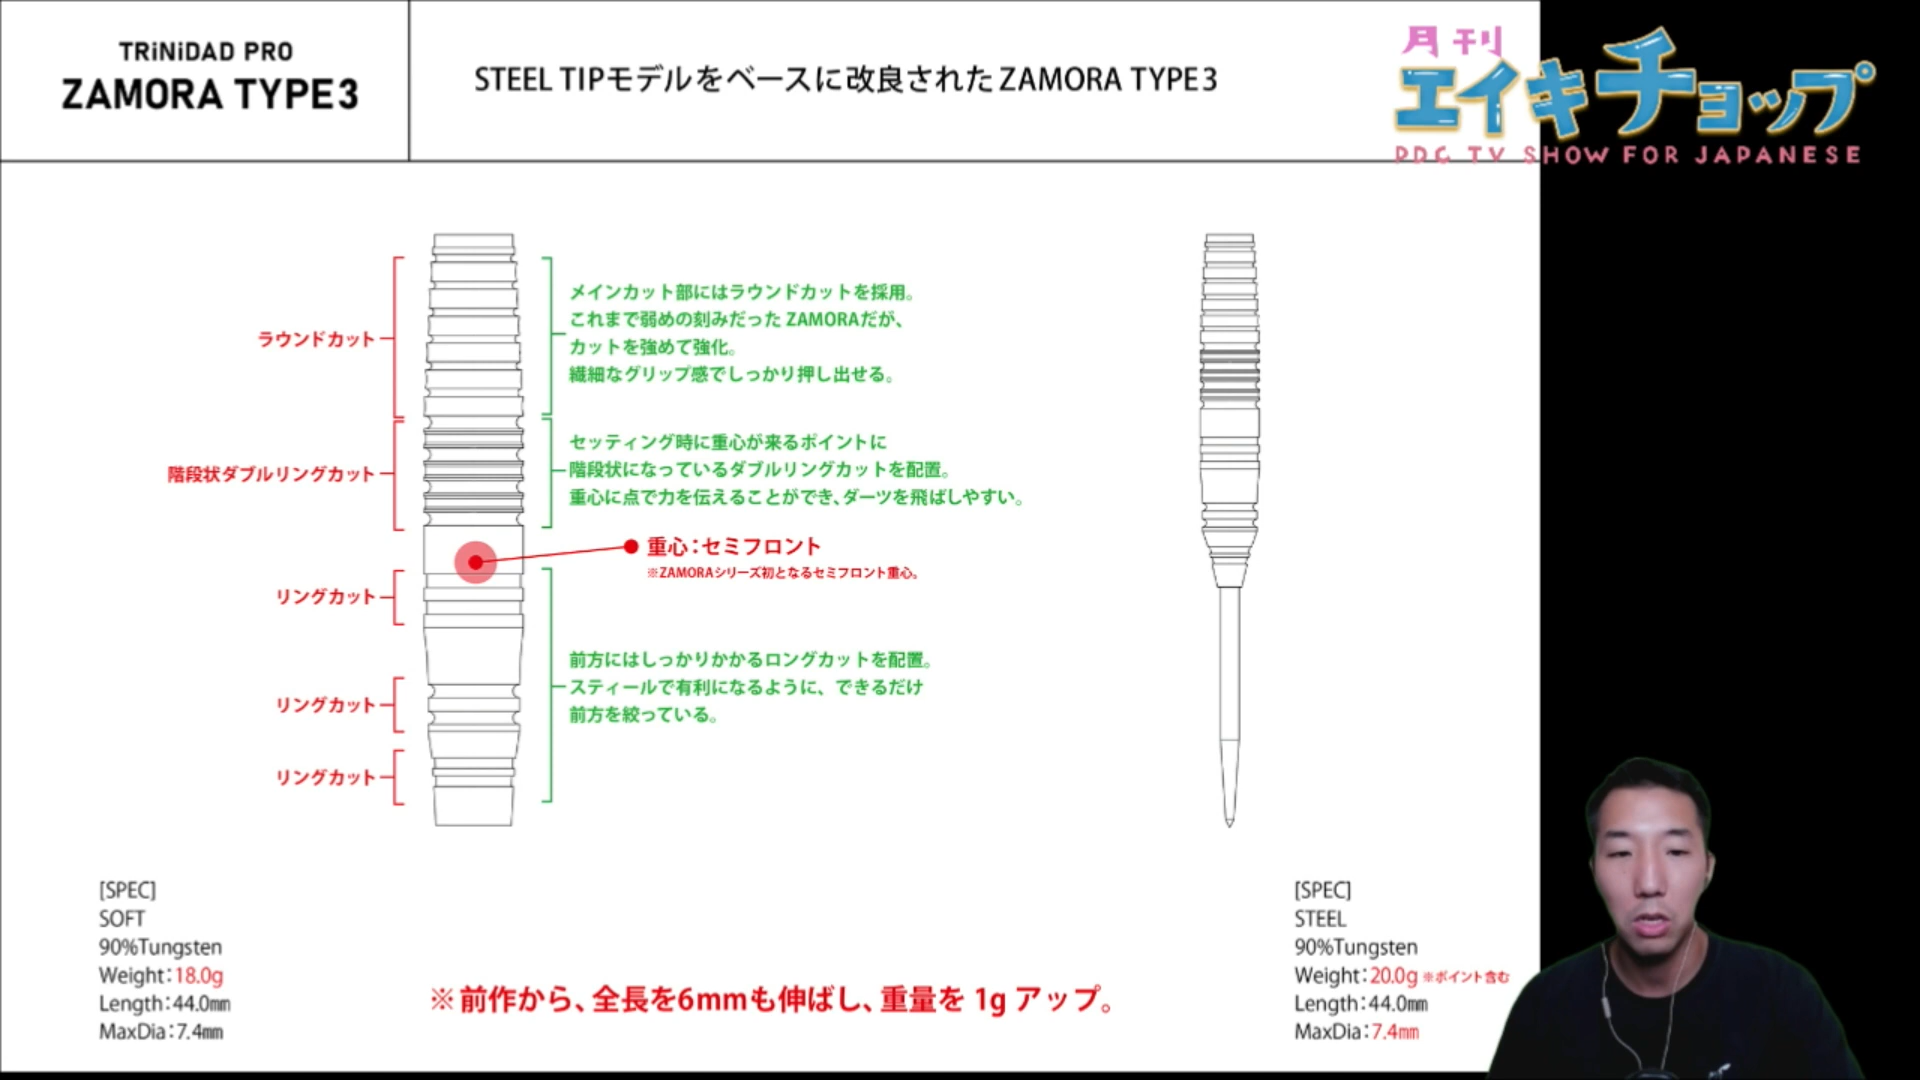 TRiNiDAD PRO
ZAMORA TYPE3
STEEL TIPモデルをベースに改良されたZAMORA TYPE3
月刊
エイキチョップ
PDC TV SHOW FOR JAPANESE
ラウンドカット
メインカット部にはラウンドカットを採用。
これまで弱めの刻みだった ZAMORAだが、
カットを強めて強化。
繊細なグリップ感でしっかり押し出せる。
階段状ダブルリングカット
セッティング時に重心が来るポイントに
階段状になっているダブルリングカットを配置。
重心に点で力を伝えることができ、ダーツを飛ばしやすい。
重心：セミフロント
※ZAMORAシリーズ初となるセミフロント重心。
リングカット
リングカット
リングカット
前方にはしっかりかかるロングカットを配置。
スティールで有利になるように、できるだけ
前方を絞っている。
[SPEC]
SOFT
90%Tungsten
Weight：18.0g
Length：44.0mm
MaxDia：7.4mm
※前作から、全長を6mmも伸ばし、重量を 1g アップ。
[SPEC]
STEEL
90%Tungsten
Weight：20.0g ※ポイント含む
Length：44.0mm
MaxDia：7.4mm